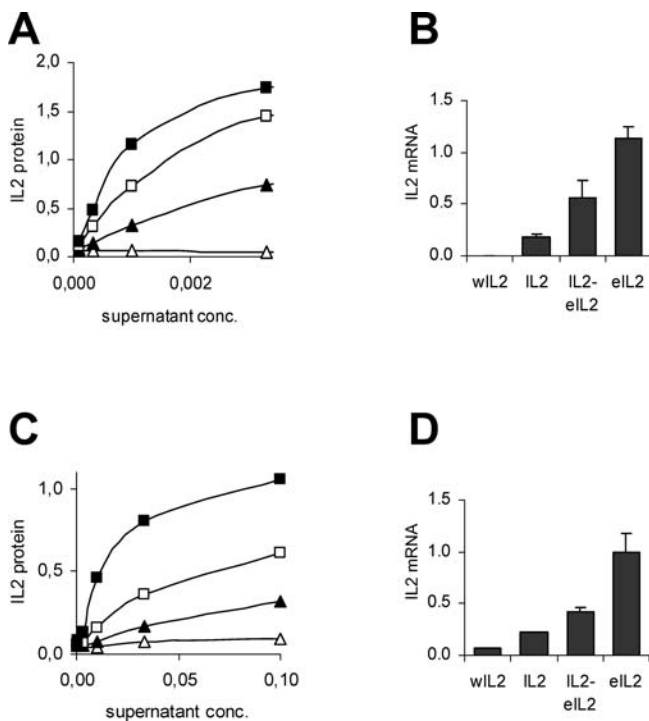 A
2,0
1,5
1,0
0,5
0,0
IL2 protein
0,000
0,002
supernatant conc.
B
1.5
1.0
0.5
0.0
IL2 mRNA
wIL2 IL2 IL2- eIL2
eIL2
C
1,0
0,5
0,0
IL2 protein
0,00
0,05
0,10
supernatant conc.
D
1.5
1.0
0.5
0.0
IL2 mRNA
wIL2 IL2 IL2- eIL2
eIL2